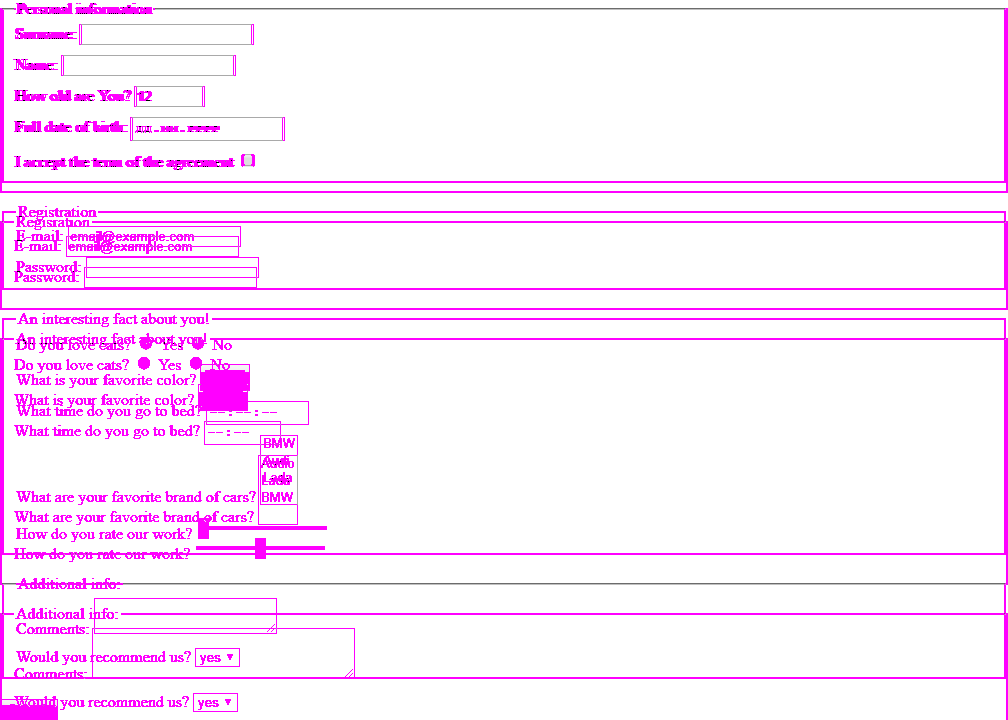 Personal information
Surname:
Name:
How old are You? 12
Full date of birth:
I accept the term of the agreement
Registration
Regisration
E-mail: email@example.com
E-mail: email@example.com
Password:
Password:
An interesting fact about you!
An interesting fact about you!
Do you love cats? Yes No
Do you love cats? Yes No
What is your favorite color?
What is your favorite color?
What time do you go to bed? --:--:--
What time do you go to bed? --:--
BMW
Audi
Audio
Lada
Lada
What are your favorite brand of cars? BMW
What are your favorite brand of cars?
How do you rate our work?
How do you rate our work?
Additional info:
Additional info:
Comments:
Would you recommend us? yes
Comments:
Would you recommend us? yes